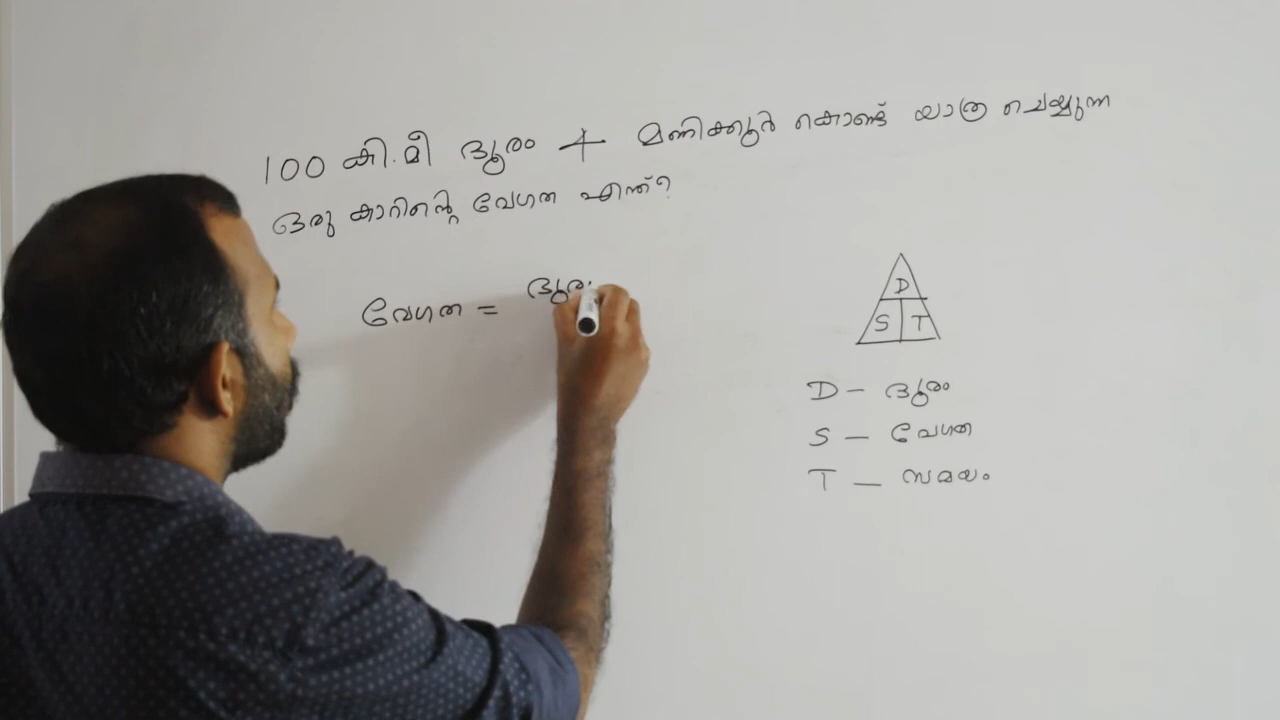 100 കി.മീ ദൂരം 4 മണിക്കൂർ കൊണ്ട് യാത്ര ചെയ്യുന്ന
ഒരു കാറിന്റെ വേഗത എന്ത്?
വേഗത = ദൂര
D
S T
D – ദൂരം
S – വേഗത
T – സമയം